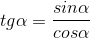 tgα = sinα / cosα